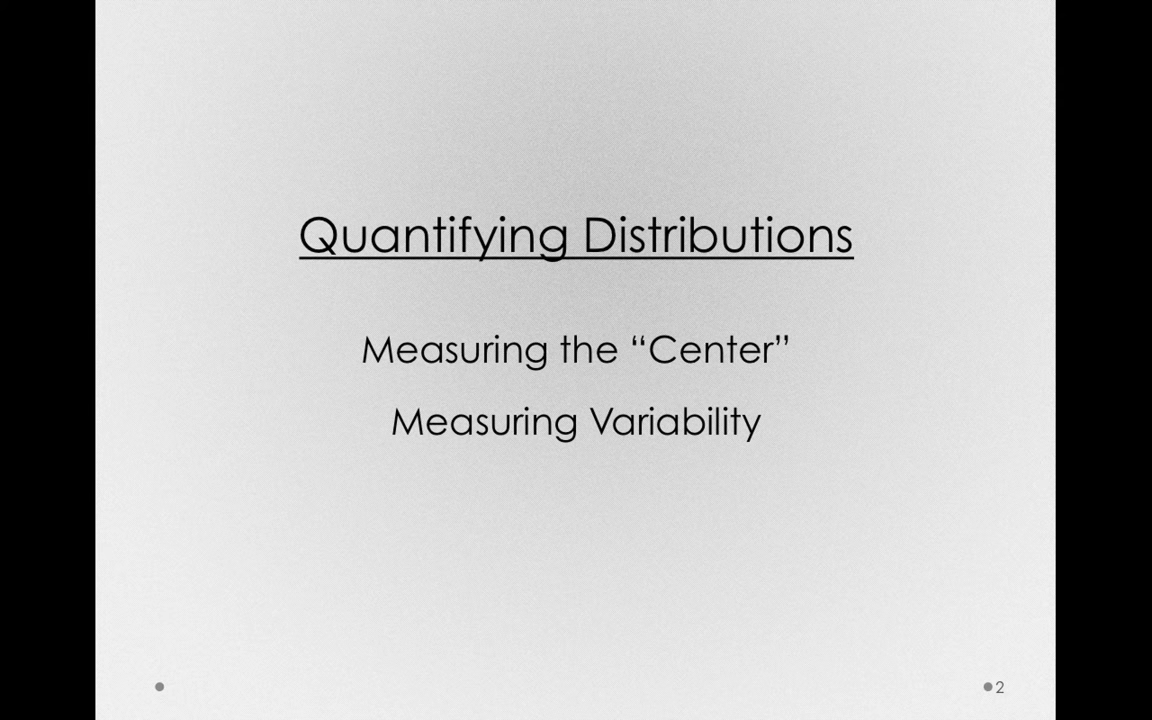 Quantifying Distributions
Measuring the “Center”
Measuring Variability
2